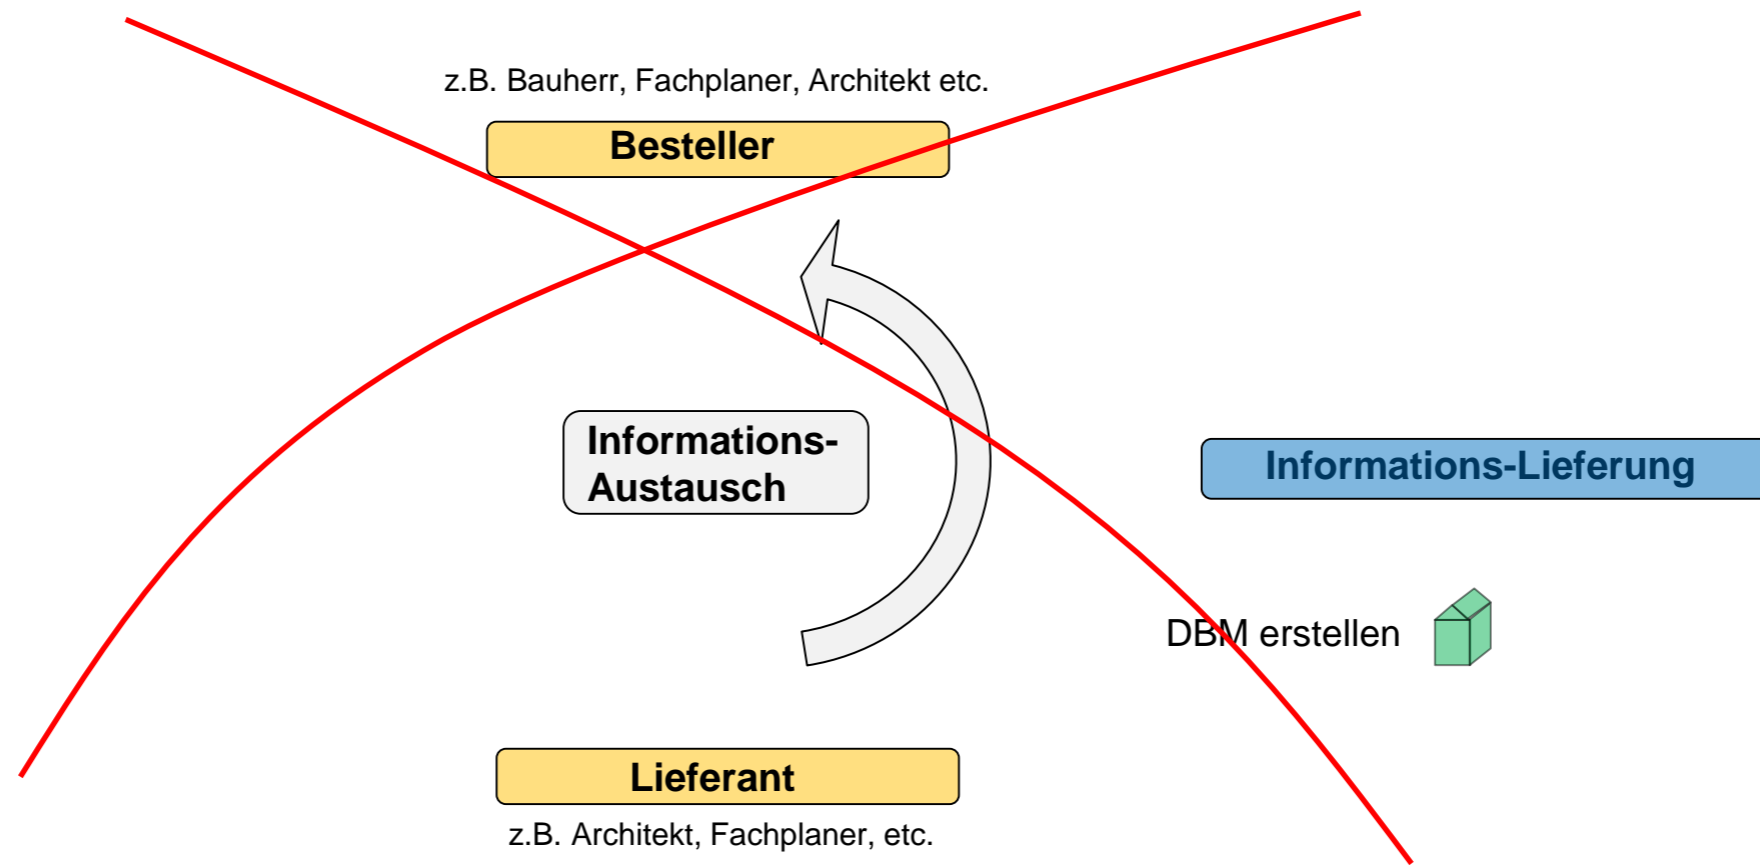 z.B. Bauherr, Fachplaner, Architekt etc.
Besteller
Informations-
Austausch
Informations-Lieferung
DBM erstellen
Lieferant
z.B. Architekt, Fachplaner, etc.